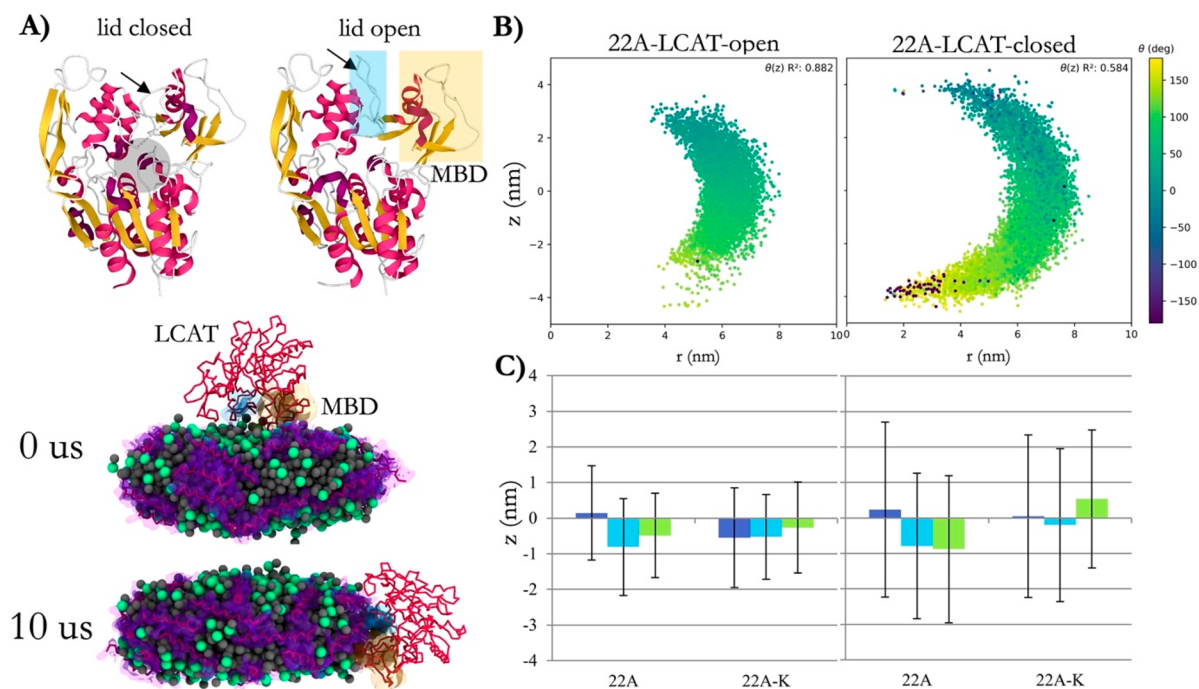 A)
lid closed
lid open
MBD
LCAT
MBD
0 us
10 us
B)
22A-LCAT-open
22A-LCAT-closed
θ (deg)
θ(z) R²: 0.882
θ(z) R²: 0.584
z (nm)
4
2
0
−2
−4
0 2 4 6 8 10
2 4 6 8 10
r (nm)
r (nm)
150
100
50
0
−50
−100
−150
C)
z (nm)
4
3
2
1
0
-1
-2
-3
-4
22A 22A-K 22A 22A-K